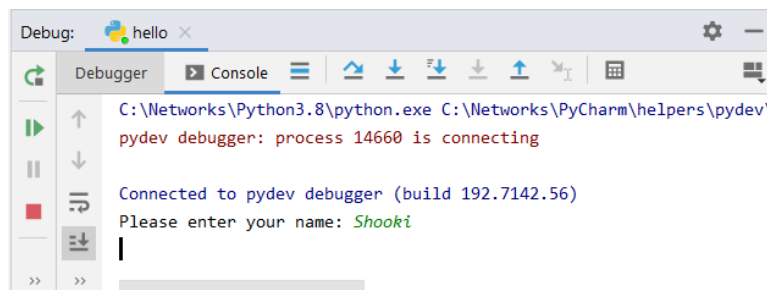 Debug: hello
Debugger Console
C:\Networks\Python3.8\python.exe C:\Networks\PyCharm\helpers\pydev\
pydev debugger: process 14660 is connecting
Connected to pydev debugger (build 192.7142.56)
Please enter your name: Shooki